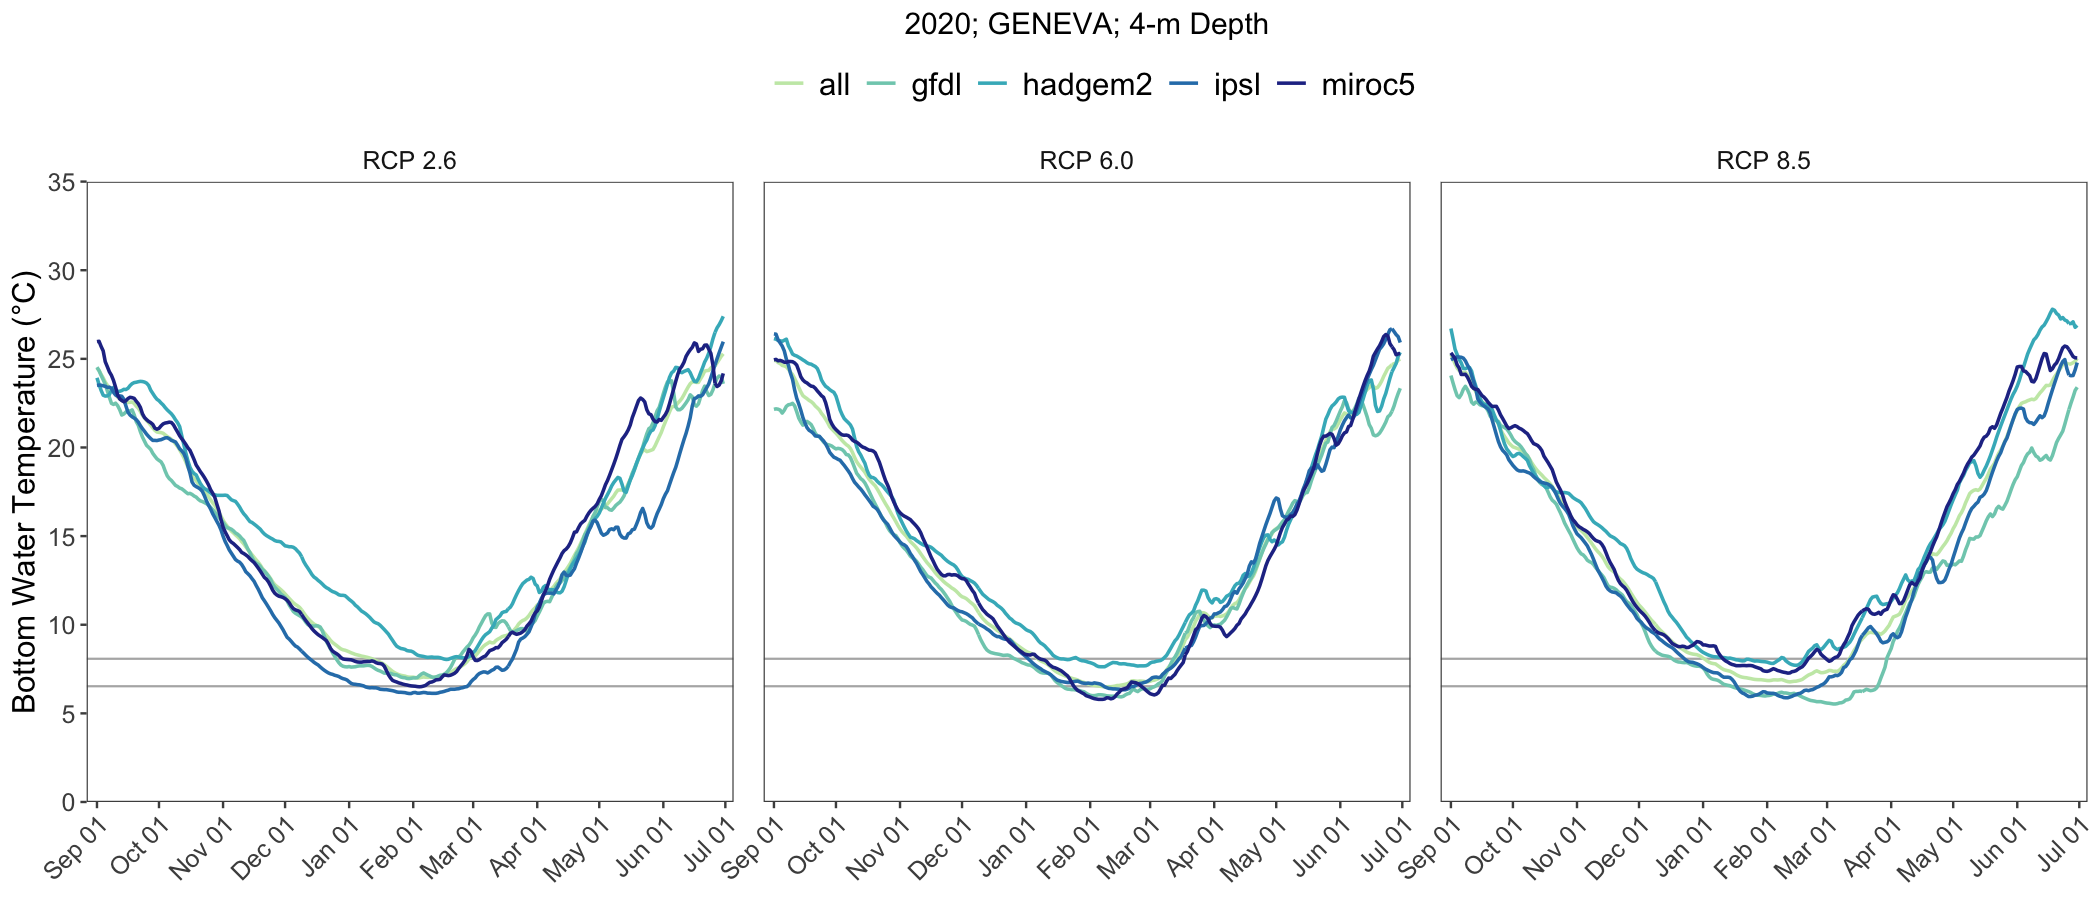 2020; GENEVA; 4-m Depth
all gfdl hadgem2 ipsl miroc5
RCP 2.6 RCP 6.0 RCP 8.5
Bottom Water Temperature (°C)
35
30
25
20
15
10
5
0
Sep 01 Oct 01 Nov 01 Dec 01 Jan 01 Feb 01 Mar 01 Apr 01 May 01 Jun 01 Jul 01
Sep 01 Oct 01 Nov 01 Dec 01 Jan 01 Feb 01 Mar 01 Apr 01 May 01 Jun 01 Jul 01
Sep 01 Oct 01 Nov 01 Dec 01 Jan 01 Feb 01 Mar 01 Apr 01 May 01 Jun 01 Jul 01